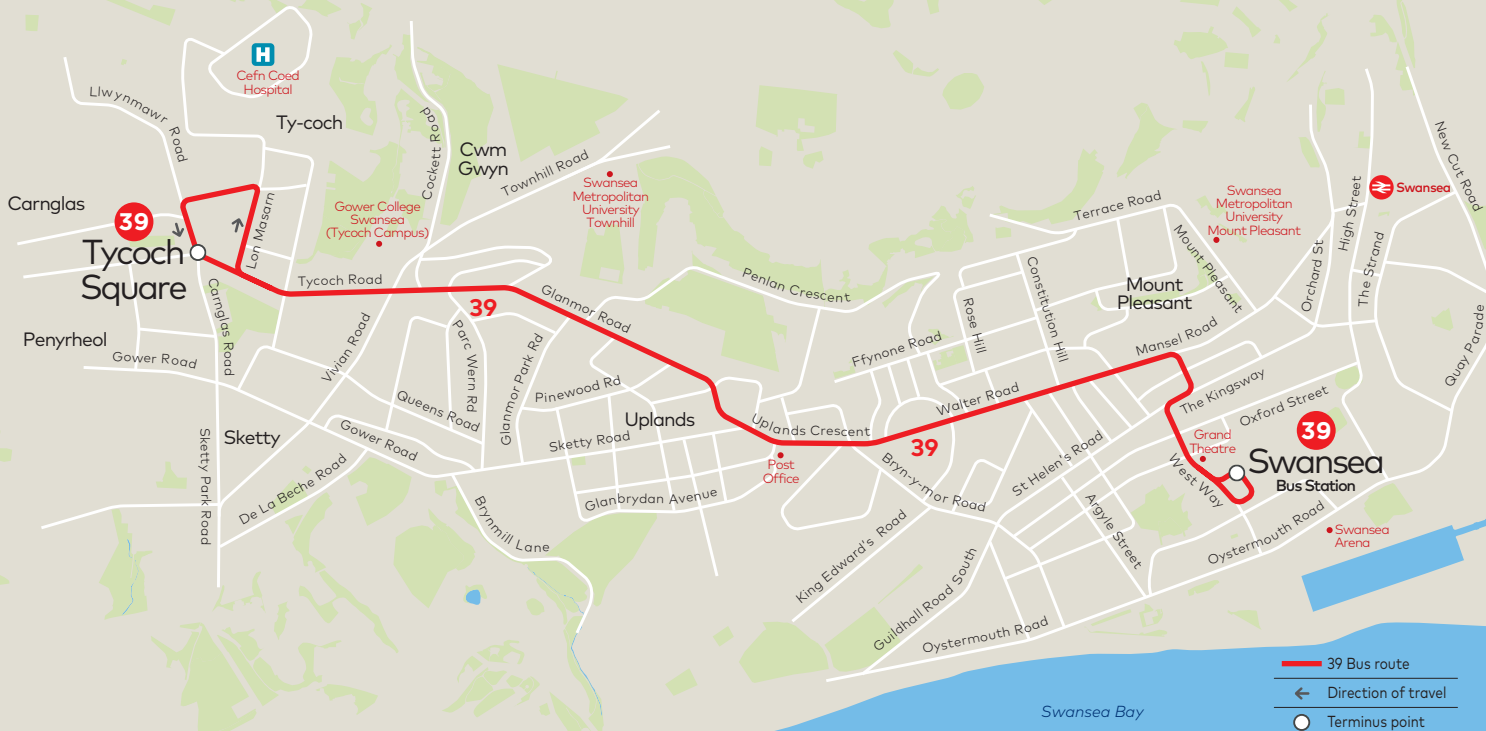 H
Cefn Coed
Hospital
Llwynmawr Road
Ty-coch
Cockett Road
Cwm
Gwyn
Townhill Road
Swansea
Metropolitan
University
Townhill
Gower College
Swansea
(Tycoch Campus)
Carnglas
39
Tycoch
Square
Lon Masarn
Tycoch Road
39
Glanmor Road
Penlan Crescent
Terrace Road
Swansea
Metropolitan
University
Mount Pleasant
Mount Pleasant
Mount
Pleasant
Orchard St
High Street
The Strand
Swansea
New Cut Road
Quay Parade
Penyrheol
Gower Road
Carnglas Road
Vivian Road
Parc Wern Rd
Glanmor Park Rd
Pinewood Rd
Queens Road
Uplands
Sketty Road
Sketty
Gower Road
Sketty Park Road
De La Beche Road
Glanbrydan Avenue
Brynmill Lane
Uplands Crescent
Post
Office
Ffynone Road
Rose Hill
Constitution Hill
Walter Road
39
Mansel Road
The Kingsway
Oxford Street
39
Grand
Theatre
Swansea
Bus Station
West Way
St Helen's Road
Bryn-y-mor Road
Argyle Street
King Edward's Road
Guildhall Road South
Oystermouth Road
Oystermouth Road
Swansea
Arena
Swansea Bay
39 Bus route
Direction of travel
Terminus point